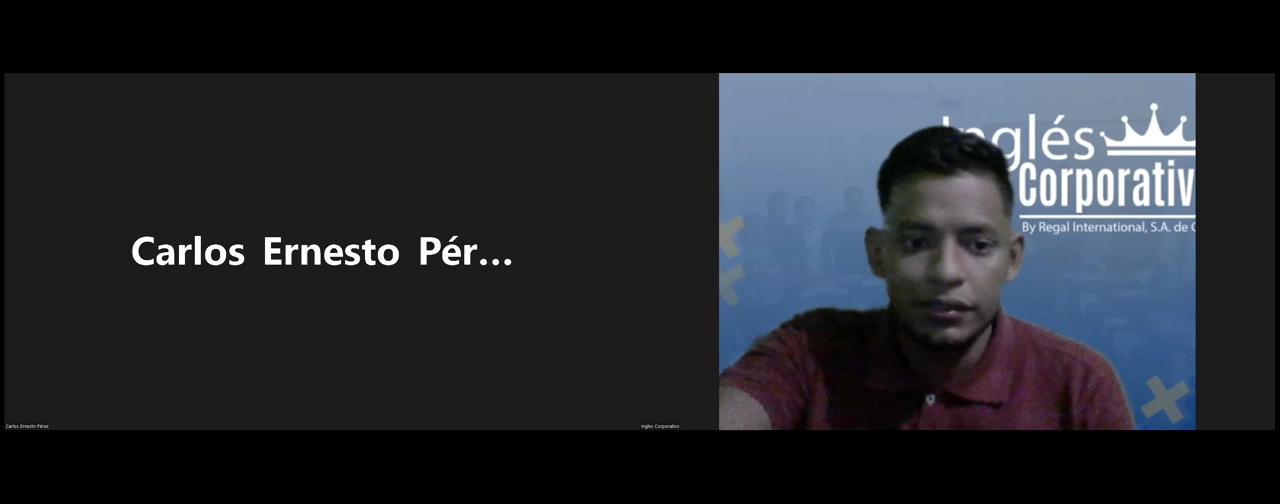 Carlos Ernesto Pér...
Inglés
Corporativ
By Regal International, S.A. de C
Carlos Ernesto Pérez
Ingles Corporativo